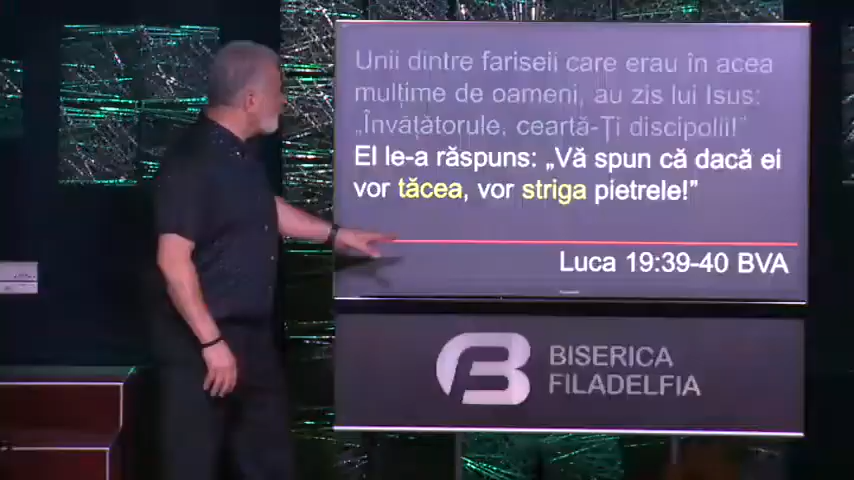 Unii dintre fariseii care erau în acea
mulțime de oameni, au zis lui Isus:
„Învățătorule, ceartă-Ți discipolii!”
El le-a răspuns: „Vă spun că dacă ei
vor tăcea, vor striga pietrele!”
Luca 19:39-40 BVA
BISERICA
FILADELFIA